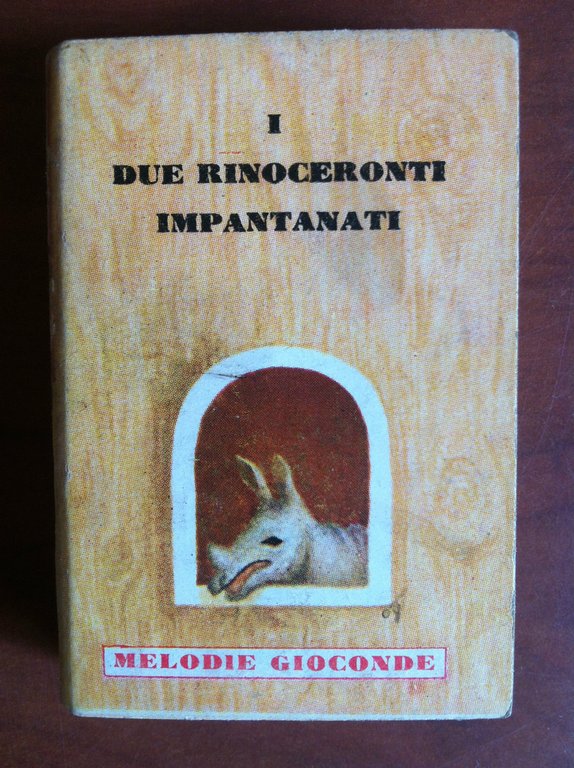 I
DUE RINOCERONTI
IMPANTANATI
MELODIE GIOCONDE